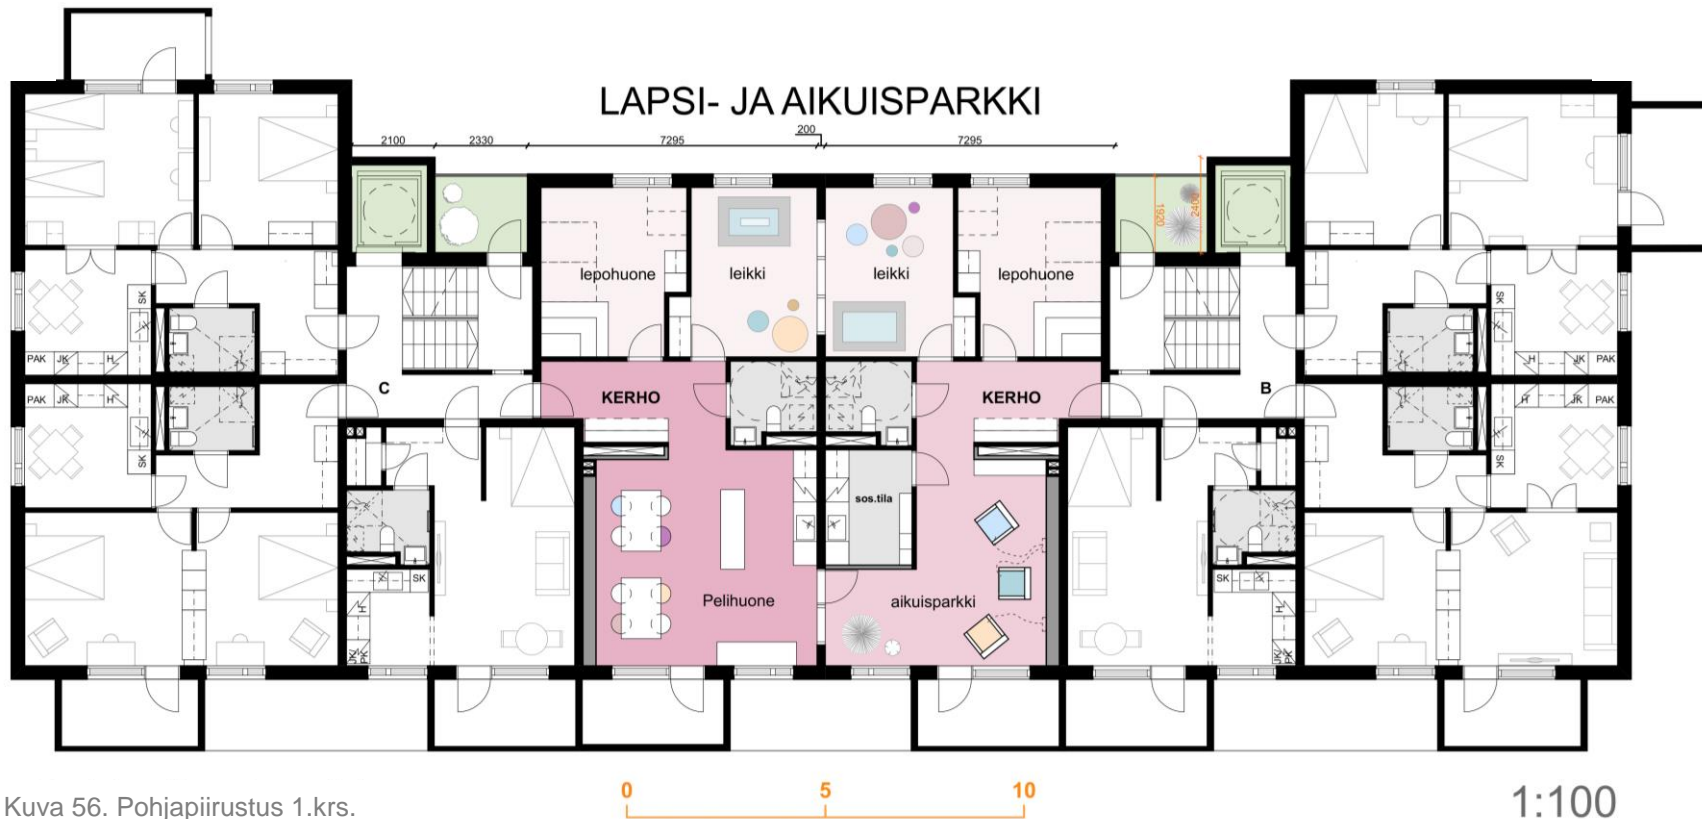 LAPSI- JA AIKUISPARKKI
2100
2330
7295
200
7295
1920
2400
lepohuone
leikki
leikki
lepohuone
SK
SK
PAK JK H
H JK PAK
C
KERHO
KERHO
B
PAK JK H
H JK PAK
SK
SK
sos.tila
SK
SK
H
H
JK/
PK
JK/
PK
Pelihuone
aikuisparkki
0 5 10
Kuva 56. Pohjapiirustus 1.krs.
1:100